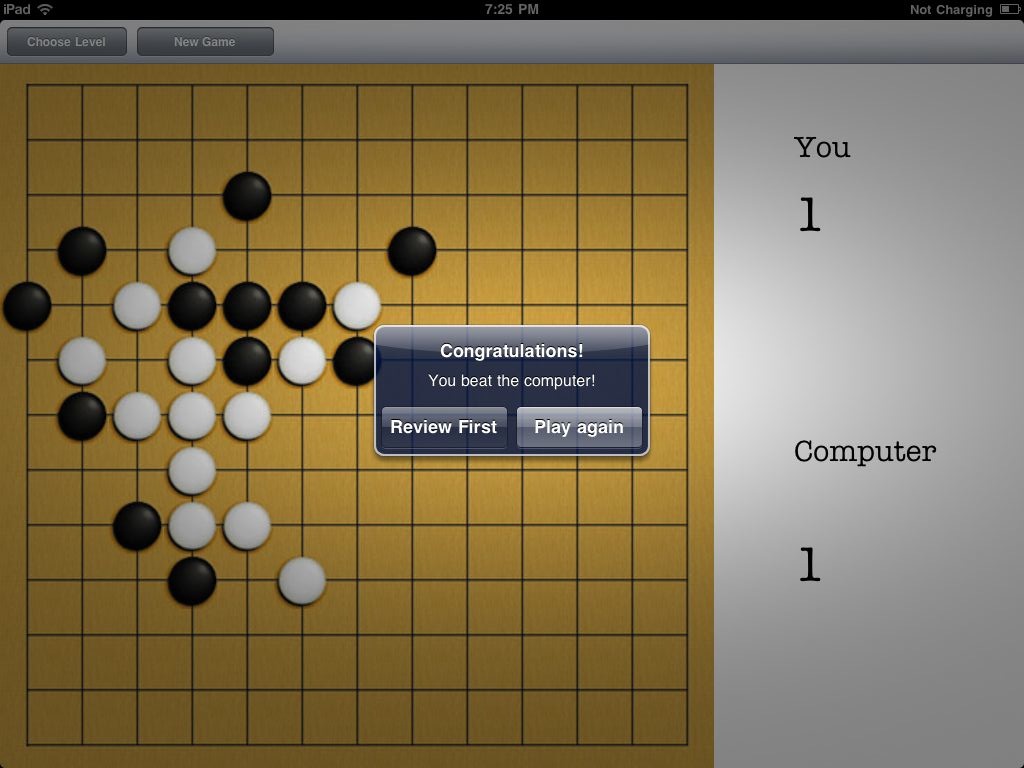 iPad 7:25 PM Not Charging
Choose Level New Game
You
1
Congratulations!
You beat the computer!
Review First Play again
Computer
1